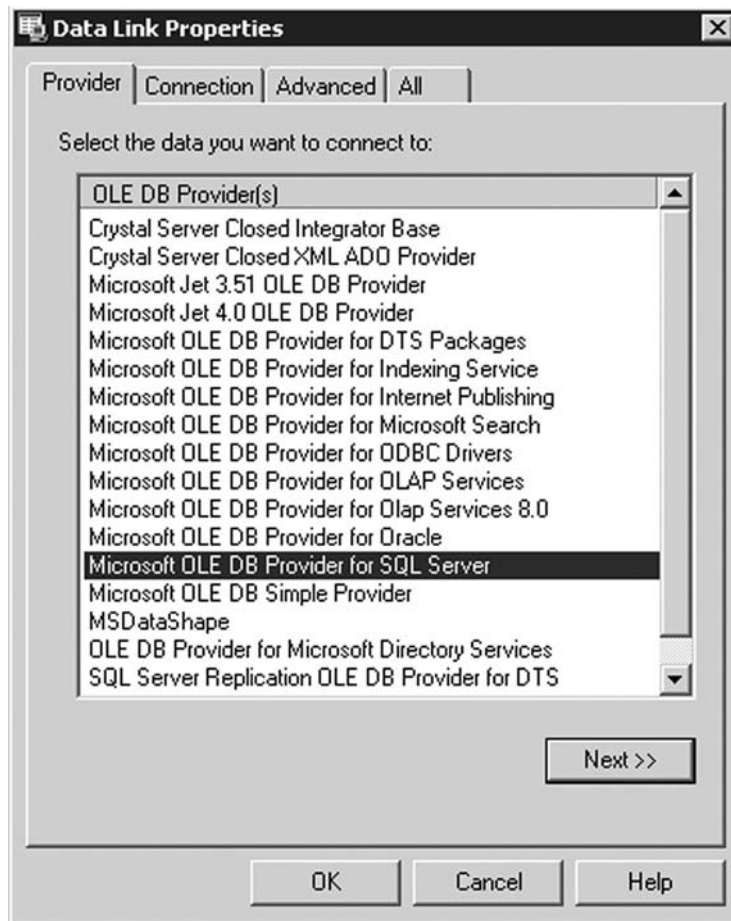 Data Link Properties
Provider Connection Advanced All
Select the data you want to connect to:
OLE DB Provider(s)
Crystal Server Closed Integrator Base
Crystal Server Closed XML ADO Provider
Microsoft Jet 3.51 OLE DB Provider
Microsoft Jet 4.0 OLE DB Provider
Microsoft OLE DB Provider for DTS Packages
Microsoft OLE DB Provider for Indexing Service
Microsoft OLE DB Provider for Internet Publishing
Microsoft OLE DB Provider for Microsoft Search
Microsoft OLE DB Provider for ODBC Drivers
Microsoft OLE DB Provider for OLAP Services
Microsoft OLE DB Provider for Olap Services 8.0
Microsoft OLE DB Provider for Oracle
Microsoft OLE DB Provider for SQL Server
Microsoft OLE DB Simple Provider
MSDataShape
OLE DB Provider for Microsoft Directory Services
SQL Server Replication OLE DB Provider for DTS
Next >>
OK Cancel Help